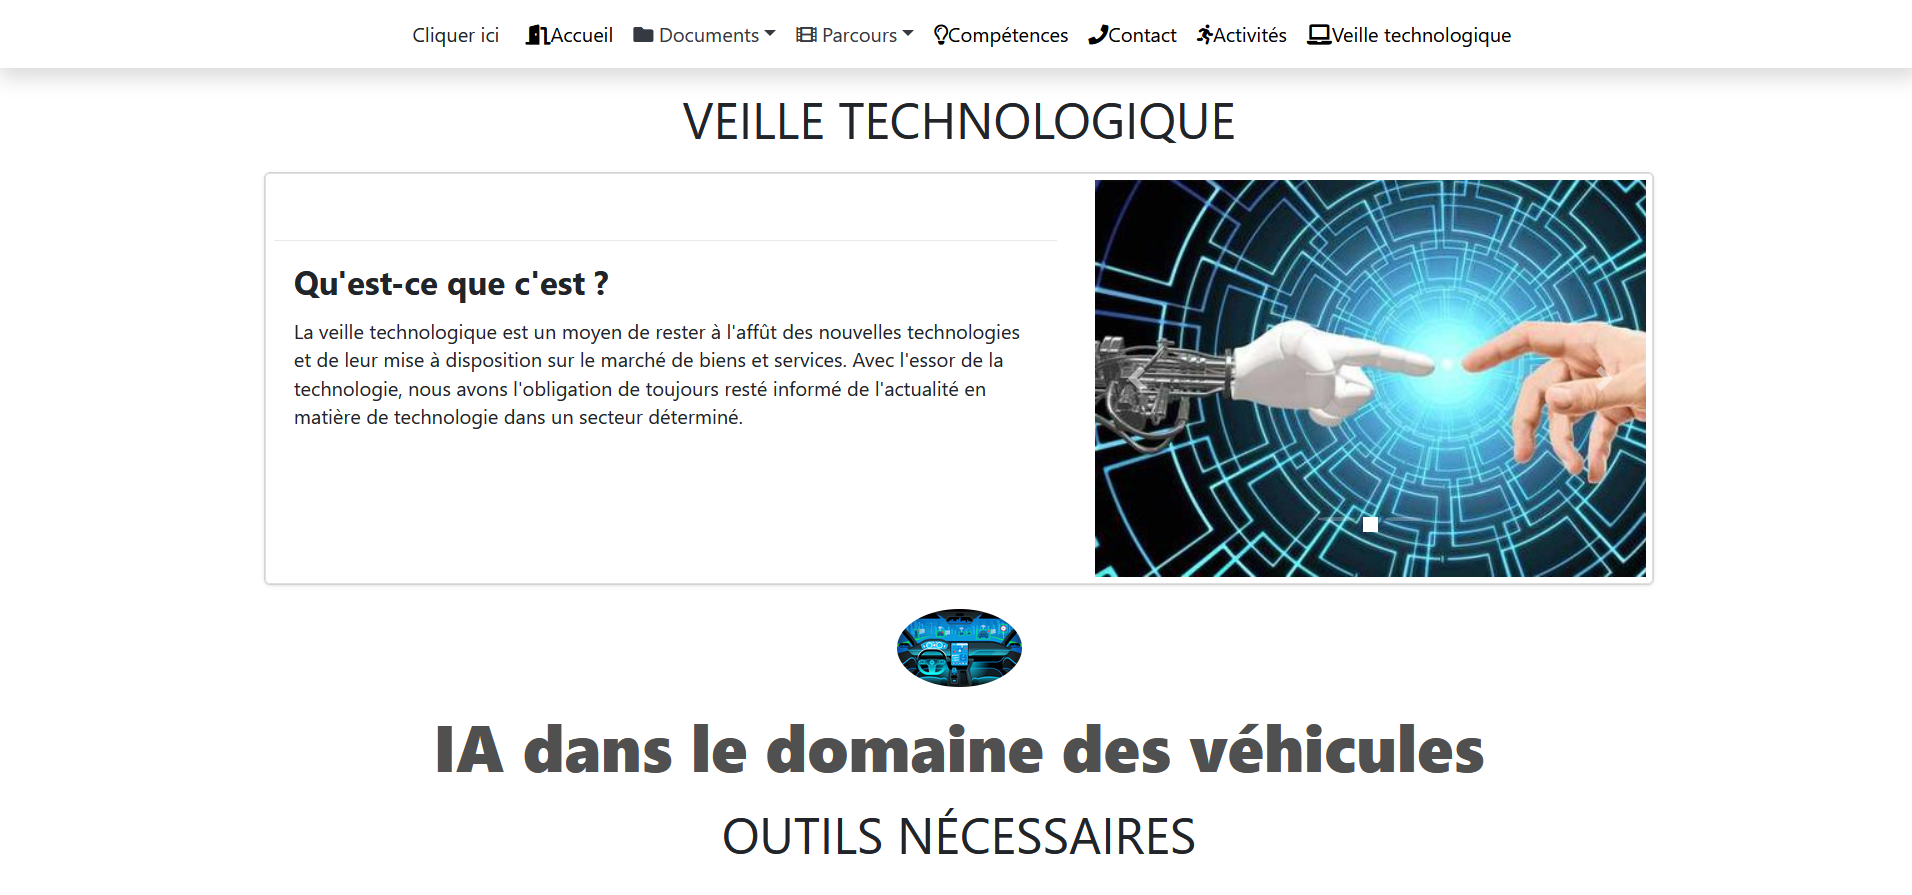 Cliquer ici Accueil Documents Parcours Compétences Contact Activités Veille technologique
VEILLE TECHNOLOGIQUE
Qu'est-ce que c'est ?
La veille technologique est un moyen de rester à l'affût des nouvelles technologies
et de leur mise à disposition sur le marché de biens et services. Avec l'essor de la
technologie, nous avons l'obligation de toujours resté informé de l'actualité en
matière de technologie dans un secteur déterminé.
IA dans le domaine des véhicules
OUTILS NÉCESSAIRES